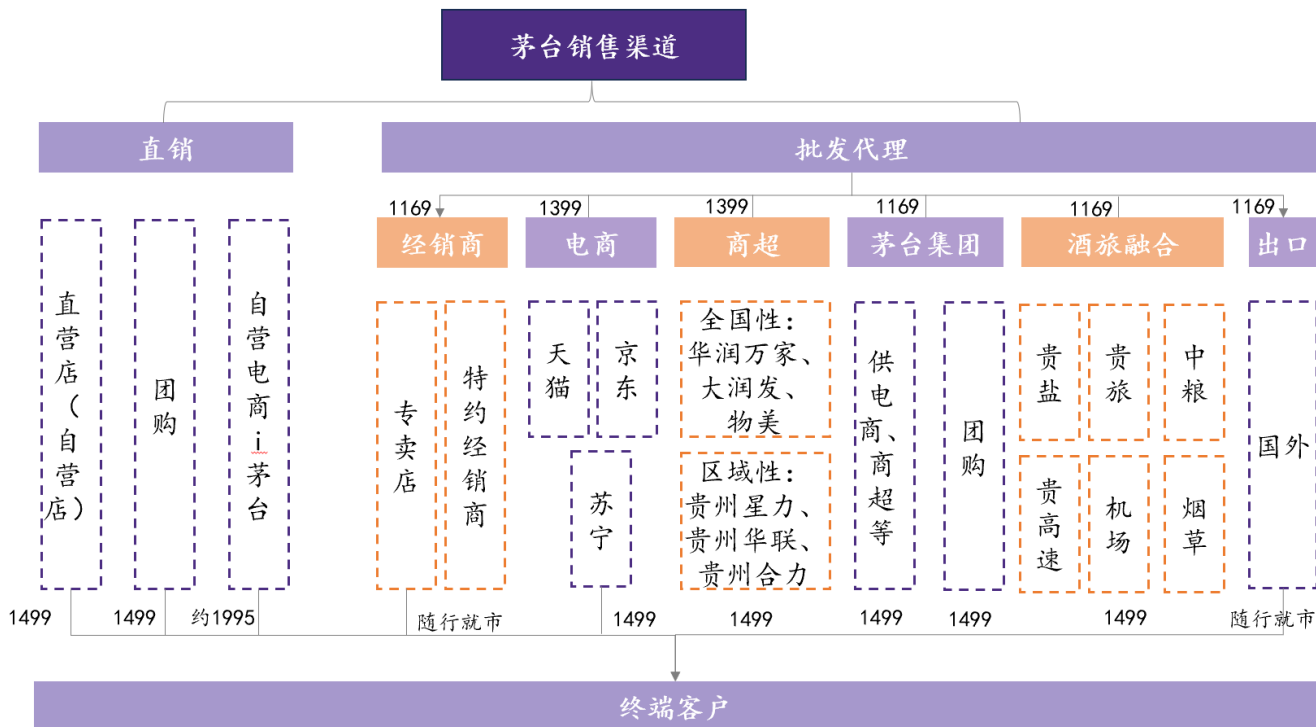 茅台销售渠道
直销
批发代理
1169
1399
1399
1169
1169
1169
经销商
电商
商超
茅台集团
酒旅融合
出口
直营店（自营店）
团购
自营电商i茅台
专卖店
特约经销商
天猫
京东
苏宁
全国性：
华润万家、
大润发、
物美
区域性：
贵州星力、
贵州华联、
贵州合力
供电商、商超等
团购
贵盐
贵旅
中粮
贵高速
机场
烟草
国外
1499
1499
约1995
随行就市
1499
1499
1499
1499
1499
随行就市
终端客户